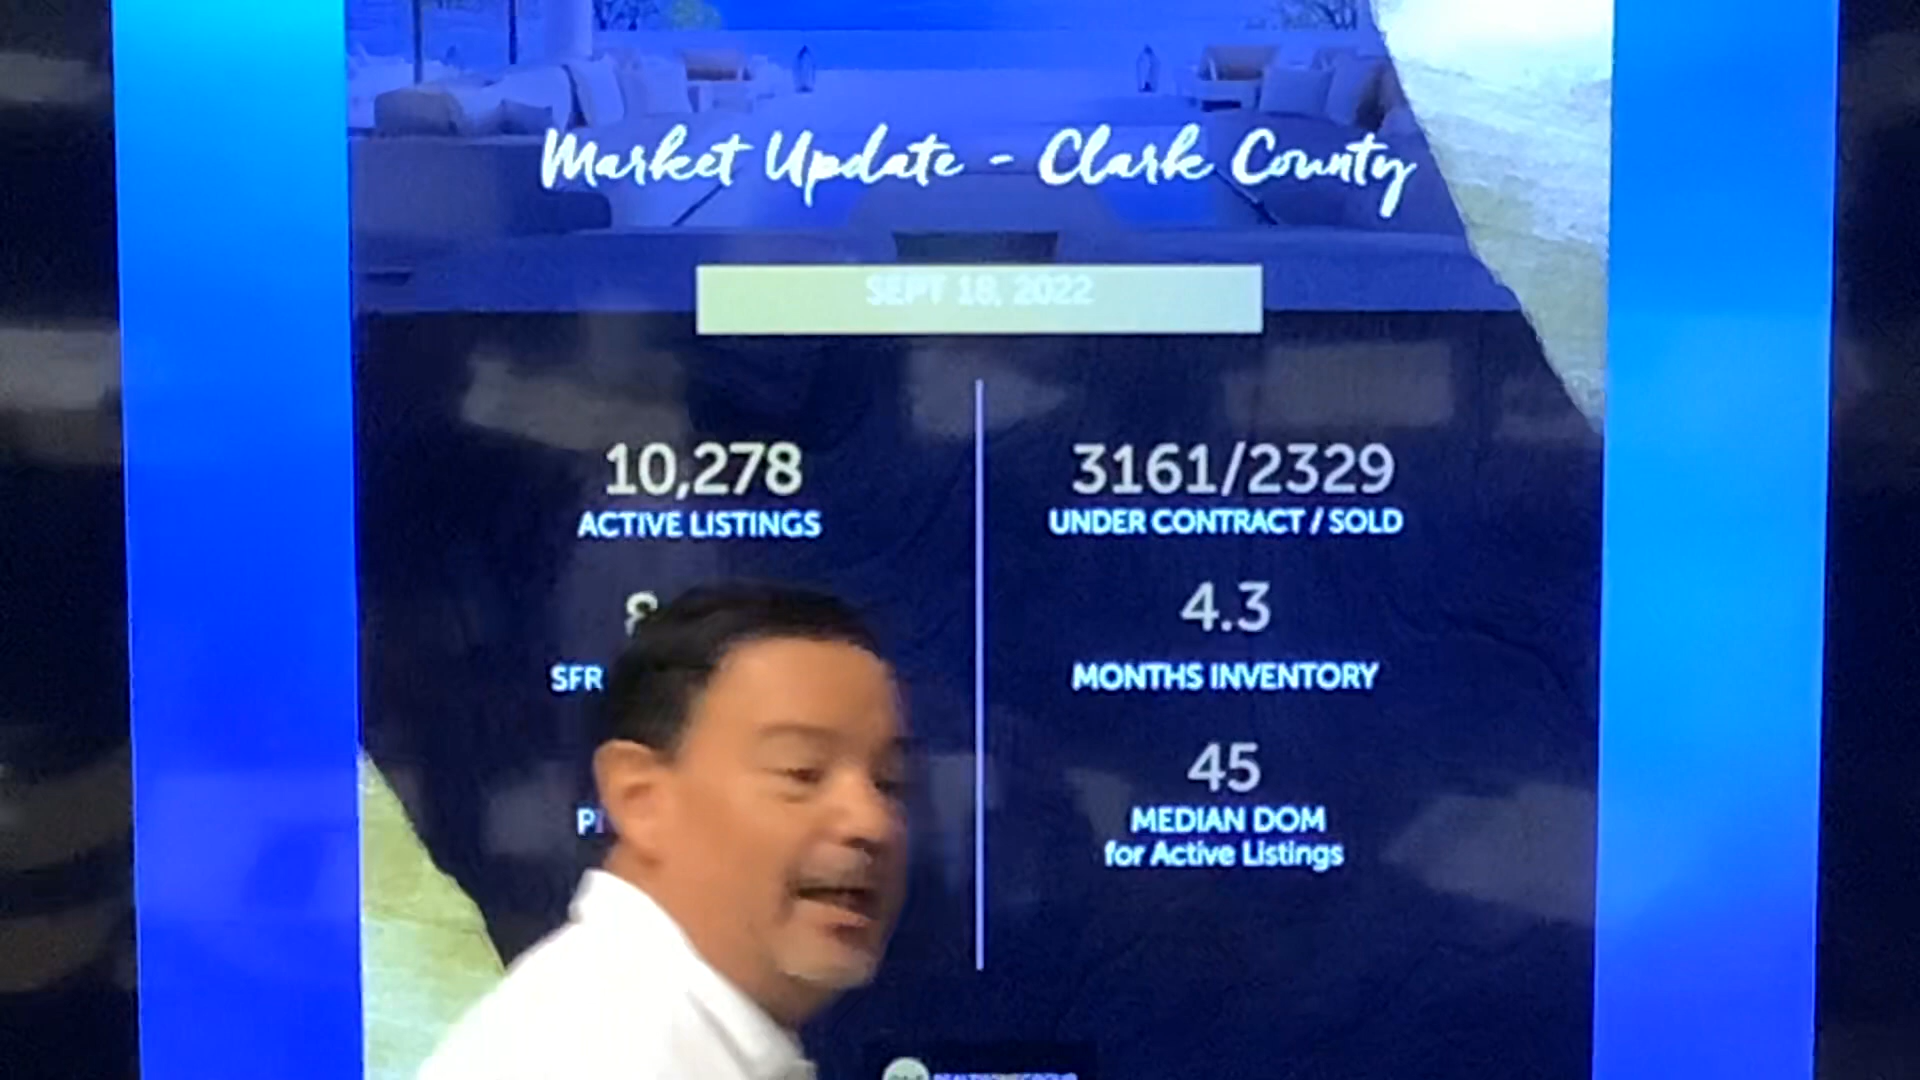 Market Update - Clark County
SEPT 18, 2022
10,278
ACTIVE LISTINGS
8
SFR
3161/2329
UNDER CONTRACT / SOLD
4.3
MONTHS INVENTORY
45
MEDIAN DOM
for Active Listings